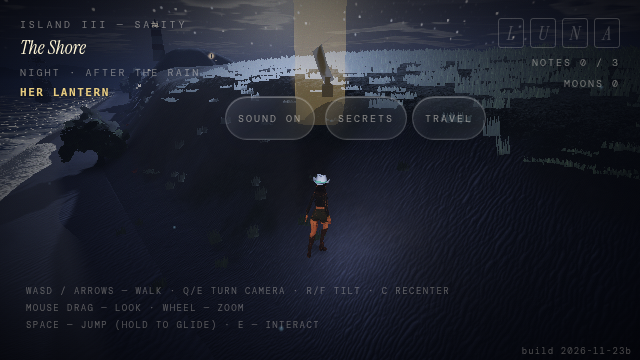 ISLAND III — SANITY
The Shore
NIGHT · AFTER THE RAIN
HER LANTERN
L U N A
NOTES 0 / 3
MOONS 0
SOUND ON
SECRETS
TRAVEL
WASD / ARROWS — WALK · Q/E TURN CAMERA · R/F TILT · C RECENTER
MOUSE DRAG — LOOK · WHEEL — ZOOM
SPACE — JUMP (HOLD TO GLIDE) · E — INTERACT
build 2026-11-23b